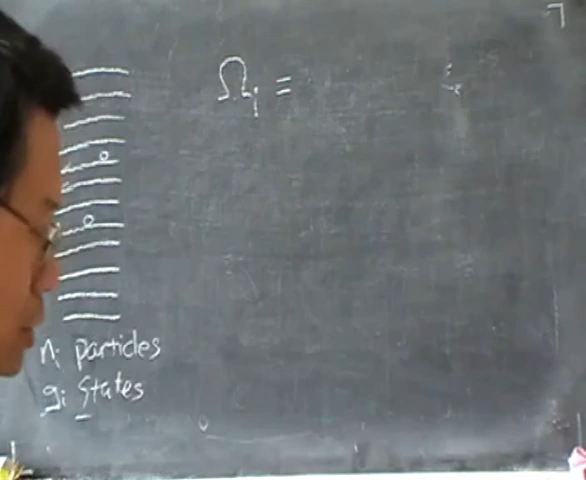 Ωi =
ni particles
gi states